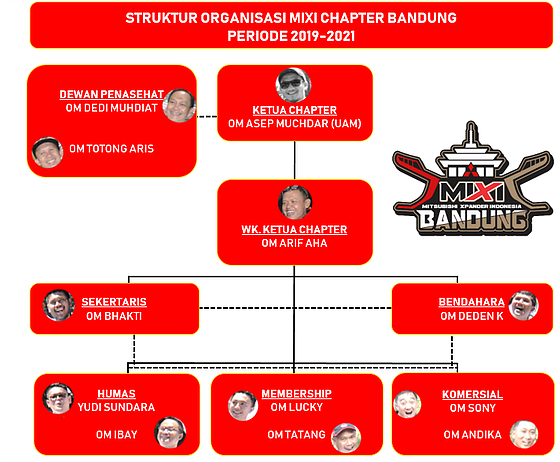 STRUKTUR ORGANISASI MIXI CHAPTER BANDUNG
PERIODE 2019-2021
DEWAN PENASEHAT
OM DEDI MUHDIAT
OM TOTONG ARIS
KETUA CHAPTER
OM ASEP MUCHDAR (UAM)
MIXI
MITSUBISHI XPANDER INDONESIA
BANDUNG
WK. KETUA CHAPTER
OM ARIF AHA
SEKERTARIS
OM BHAKTI
BENDAHARA
OM DEDEN K
HUMAS
YUDI SUNDARA
OM IBAY
MEMBERSHIP
OM LUCKY
OM TATANG
KOMERSIAL
OM SONY
OM ANDIKA